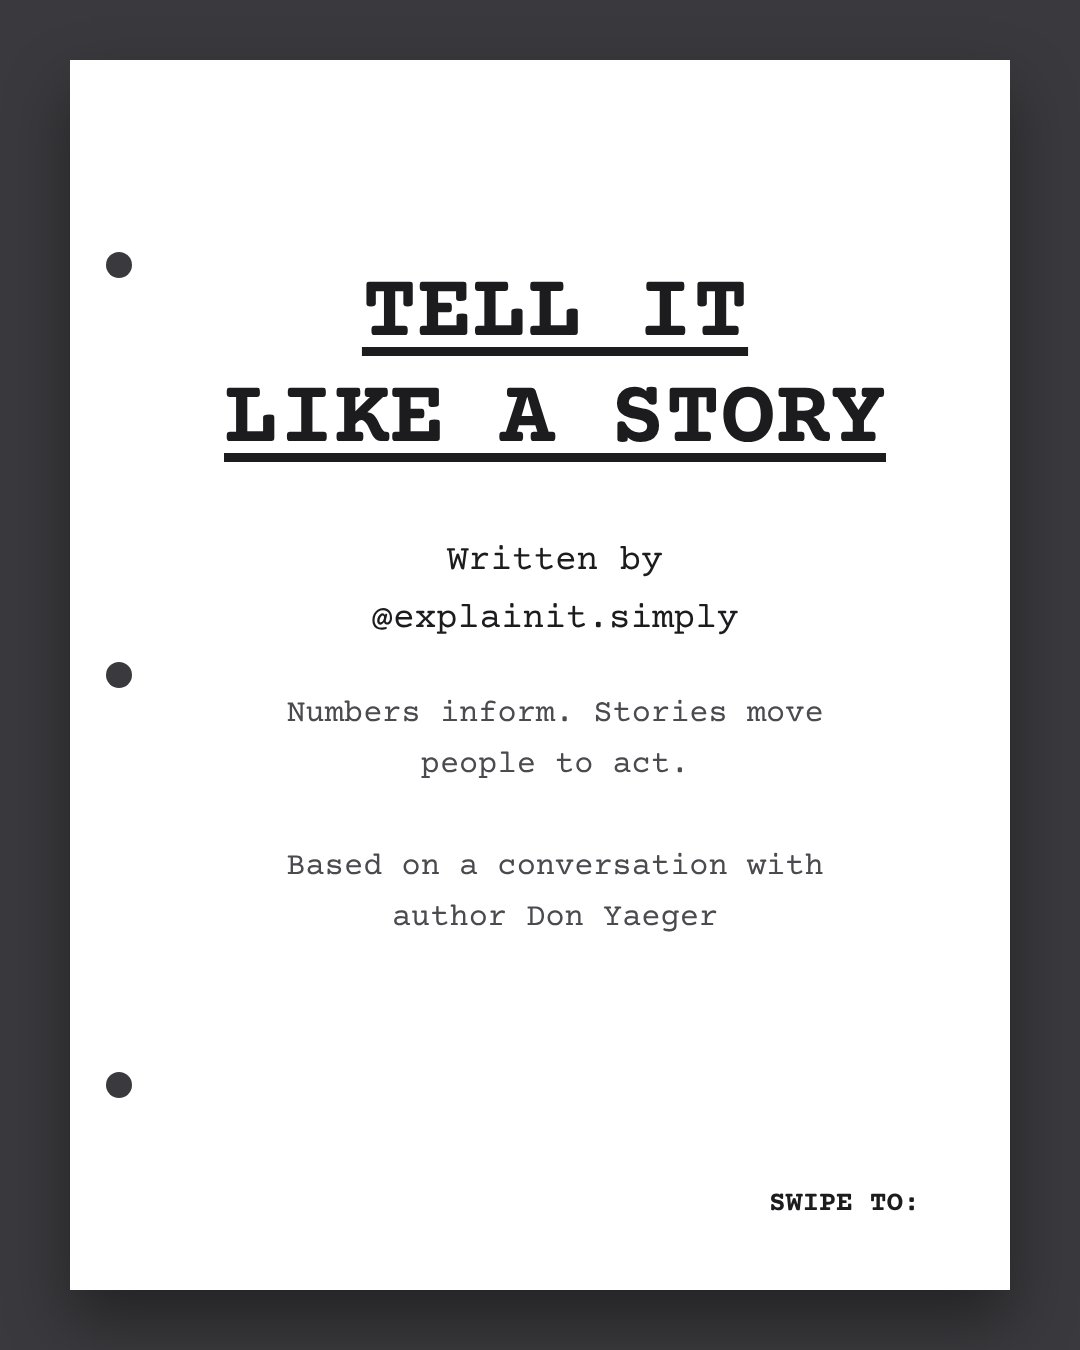 TELL IT
LIKE A STORY
Written by
@explainit.simply
Numbers inform. Stories move
people to act.
Based on a conversation with
author Don Yaeger
SWIPE TO: